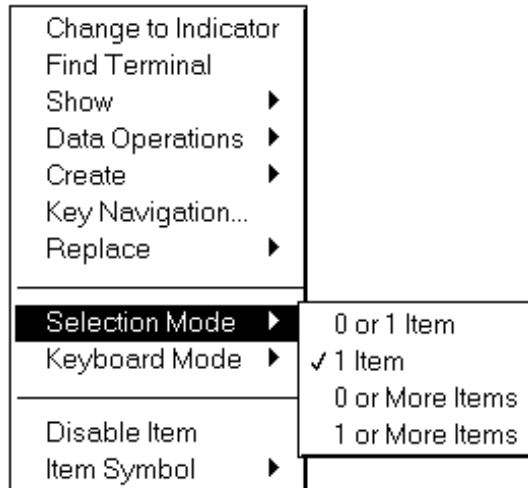 Change to Indicator
Find Terminal
Show
Data Operations
Create
Key Navigation...
Replace
Selection Mode
Keyboard Mode
Disable Item
Item Symbol
0 or 1 Item
✓ 1 Item
0 or More Items
1 or More Items